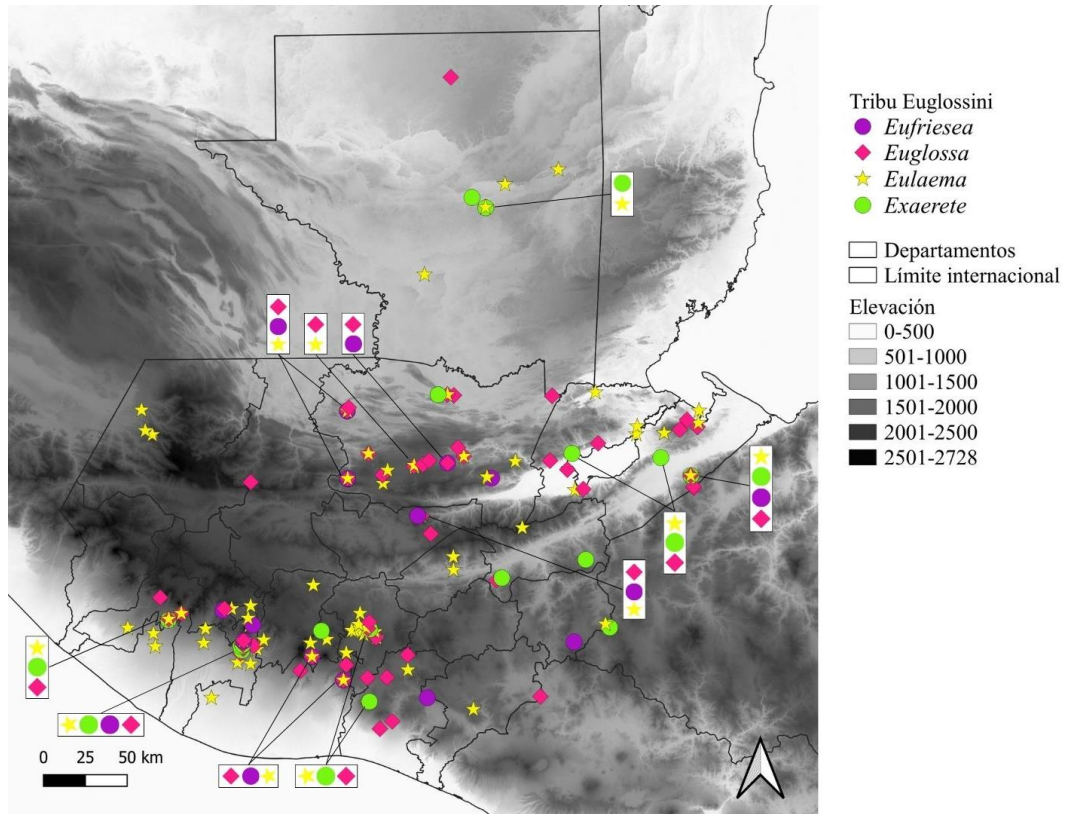 Tribu Euglossini
Eufriesea
Euglossa
Eulaema
Exaerete
Departamentos
Límite internacional
Elevación
0-500
501-1000
1001-1500
1501-2000
2001-2500
2501-2728
0 25 50 km